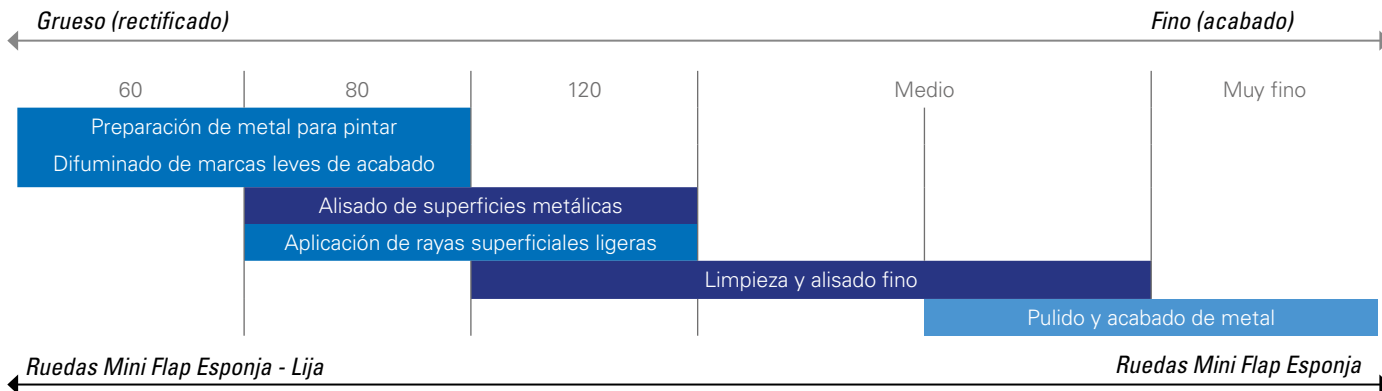 Grueso (rectificado)
Fino (acabado)
60
80
120
Medio
Muy fino
Preparación de metal para pintar
Difuminado de marcas leves de acabado
Alisado de superficies metálicas
Aplicación de rayas superficiales ligeras
Limpieza y alisado fino
Pulido y acabado de metal
Ruedas Mini Flap Esponja - Lija
Ruedas Mini Flap Esponja